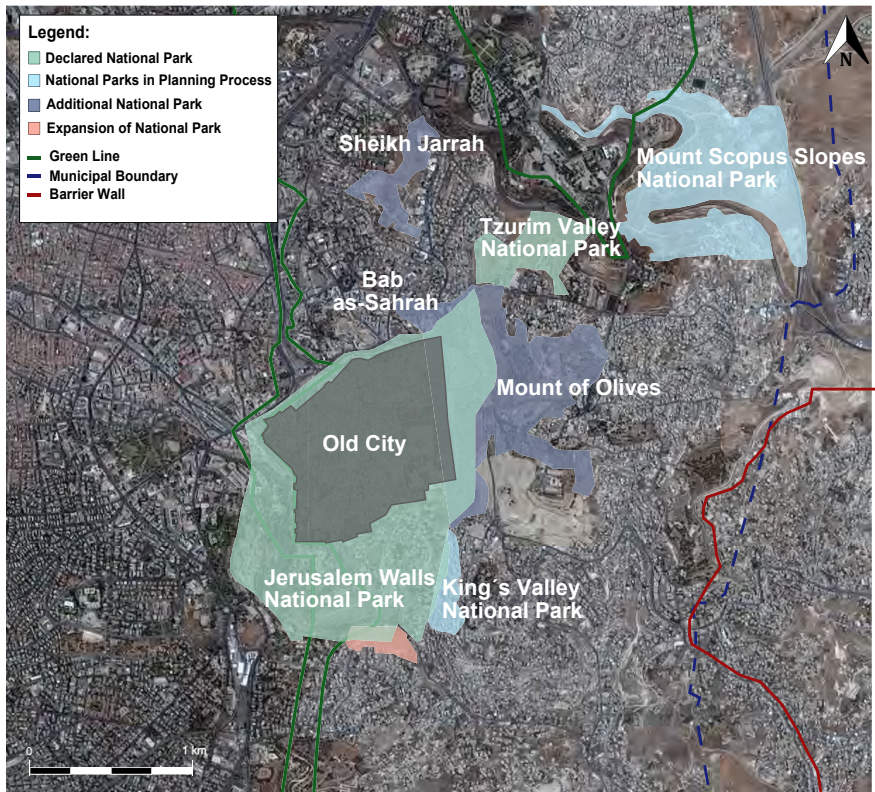 Legend:
Declared National Park
National Parks in Planning Process
Additional National Park
Expansion of National Park
Green Line
Municipal Boundary
Barrier Wall
N
Sheikh Jarrah
Mount Scopus Slopes
National Park
Tzurim Valley
National Park
Bab
as-Sahrah
Mount of Olives
Old City
Jerusalem Walls
National Park
King´s Valley
National Park
0
1 km